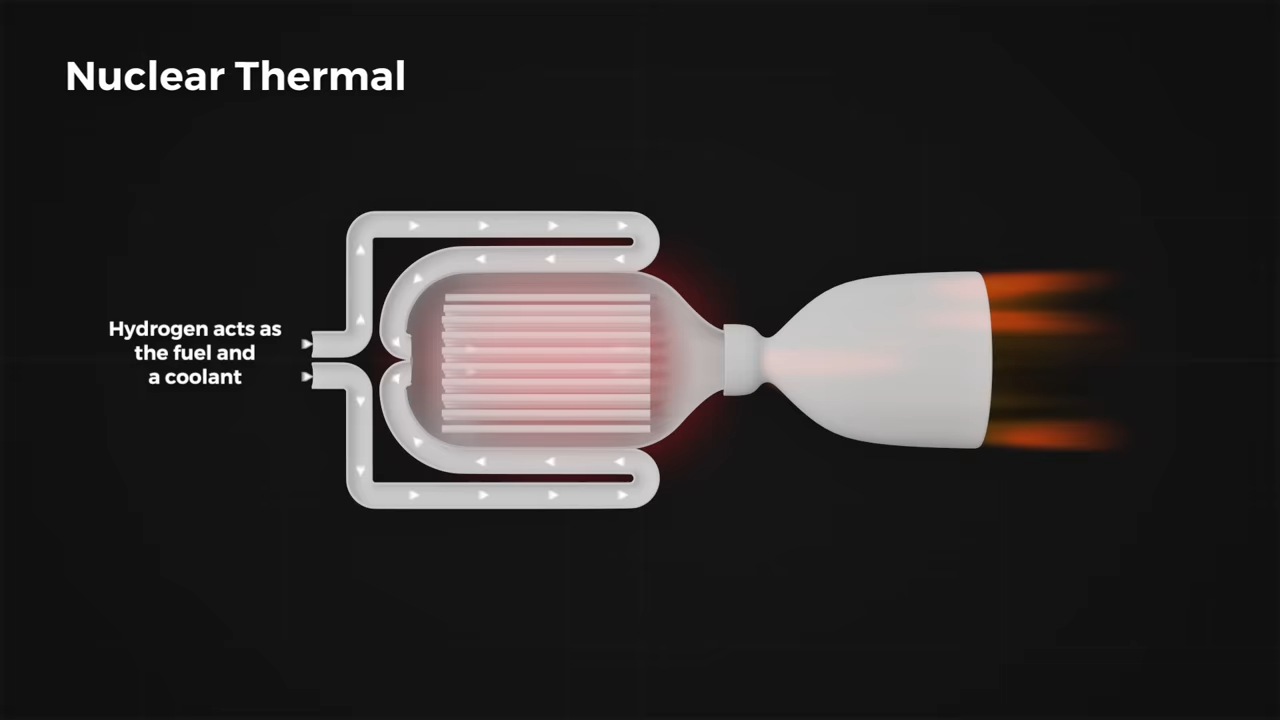 Nuclear Thermal
Hydrogen acts as
the fuel and
a coolant